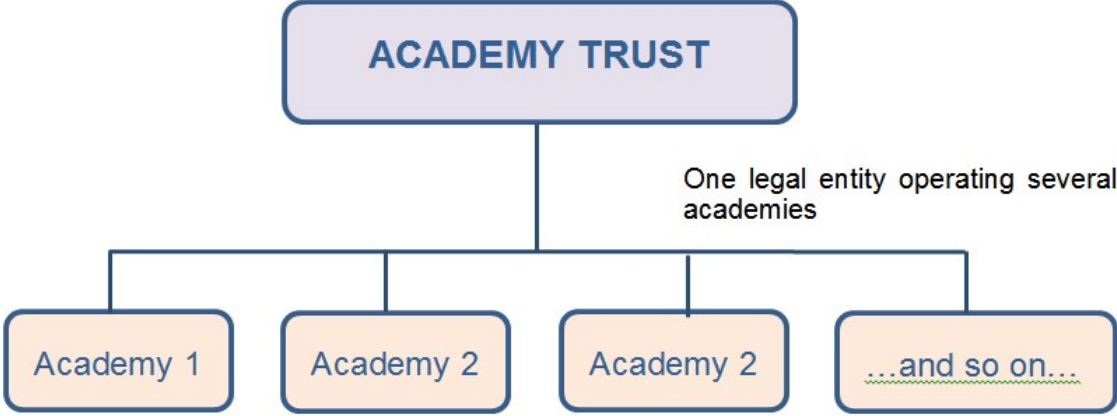 ACADEMY TRUST
One legal entity operating several
academies
Academy 1
Academy 2
Academy 2
…and so on…